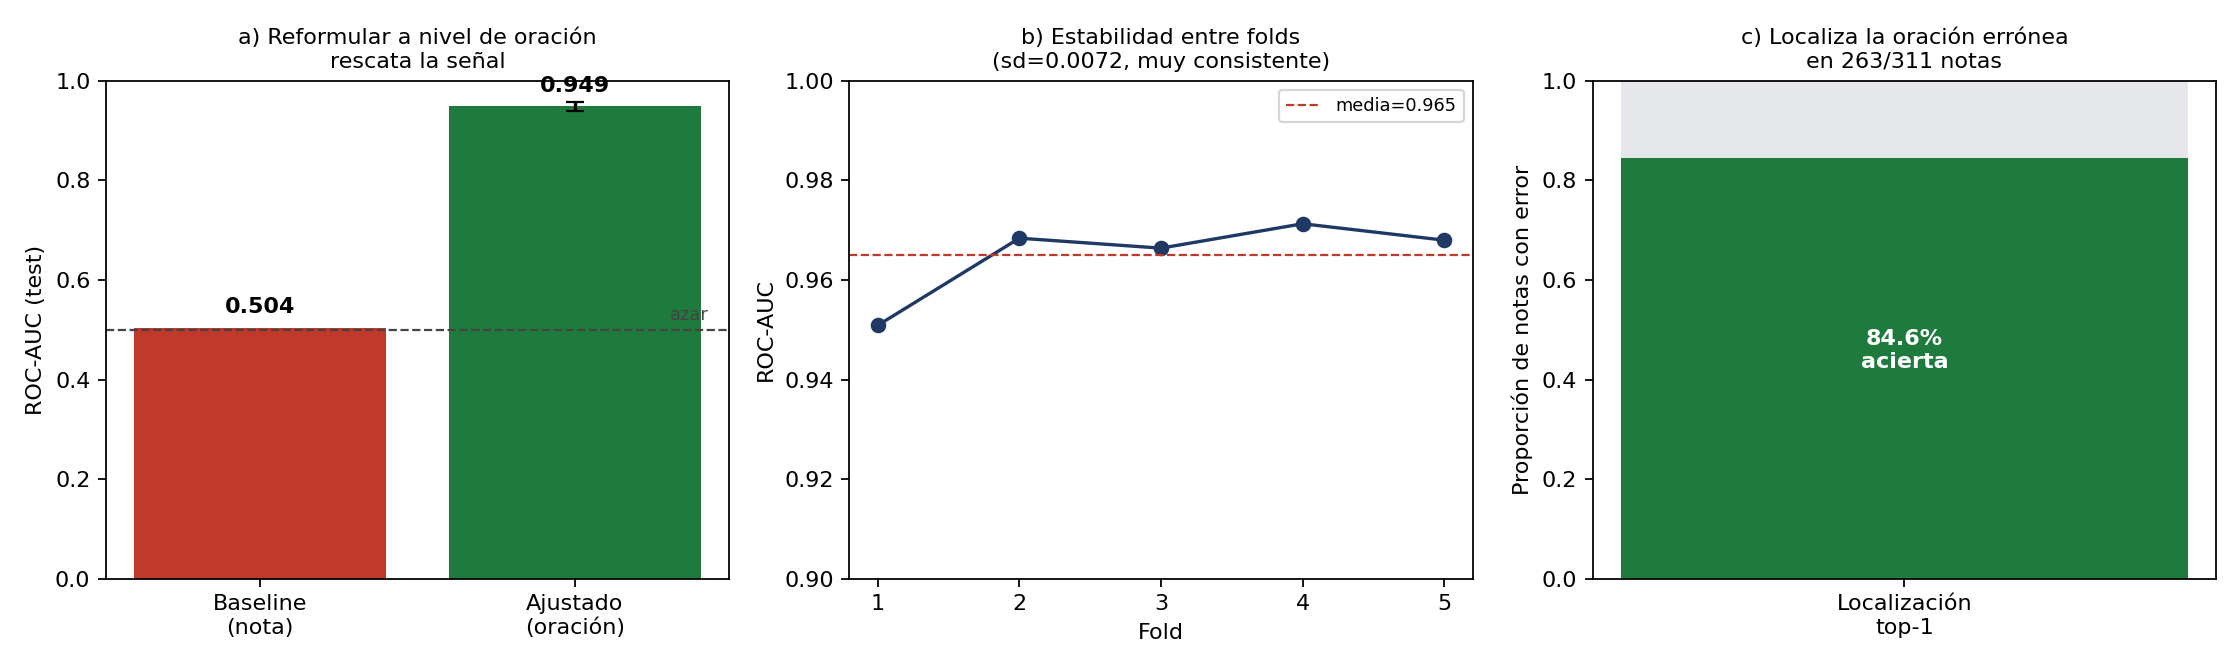 a) Reformular a nivel de oración
rescata la señal
ROC-AUC (test)
1.0
0.8
0.6
0.4
0.2
0.0
0.504
0.949
azar
Baseline
(nota)
Ajustado
(oración)
b) Estabilidad entre folds
(sd=0.0072, muy consistente)
ROC-AUC
1.00
0.98
0.96
0.94
0.92
0.90
media=0.965
1
2
3
4
5
Fold
c) Localiza la oración errónea
en 263/311 notas
Proporción de notas con error
1.0
0.8
0.6
0.4
0.2
0.0
84.6%
acierta
Localización
top-1